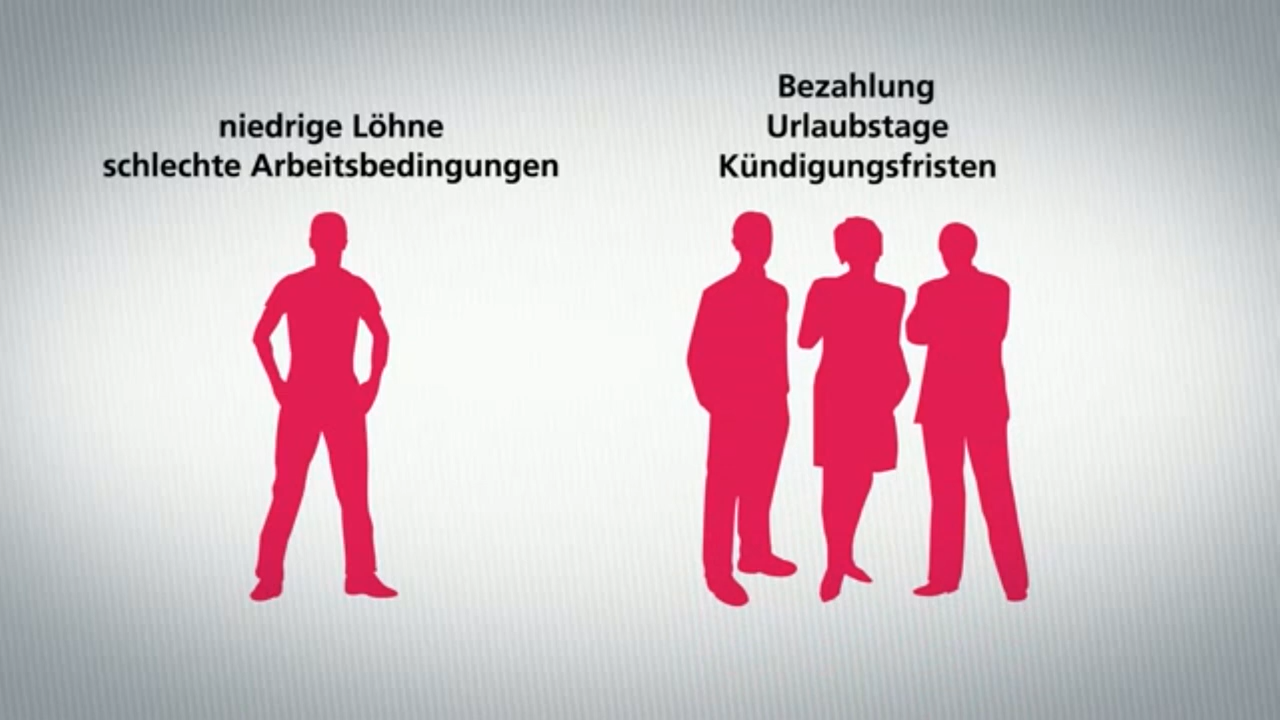 niedrige Löhne
schlechte Arbeitsbedingungen
Bezahlung
Urlaubstage
Kündigungsfristen